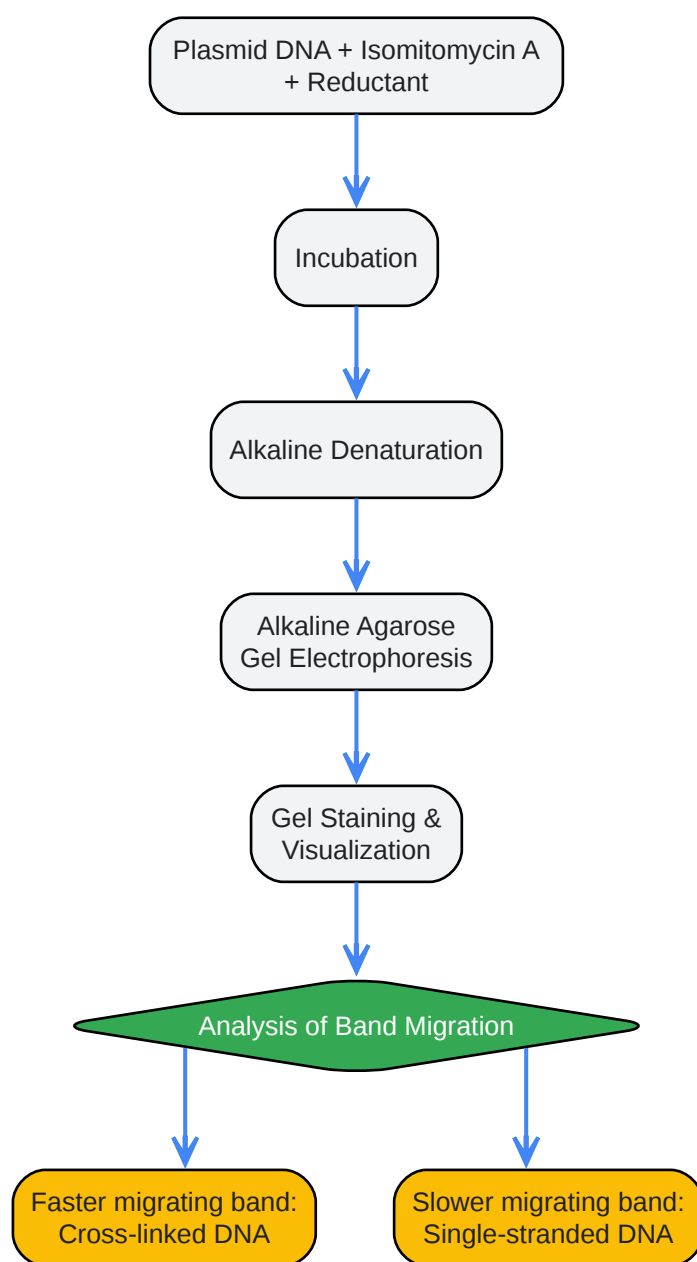 Plasmid DNA + Isomitomycin A
+ Reductant
Incubation
Alkaline Denaturation
Alkaline Agarose
Gel Electrophoresis
Gel Staining &
Visualization
Analysis of Band Migration
Faster migrating band:
Cross-linked DNA
Slower migrating band:
Single-stranded DNA